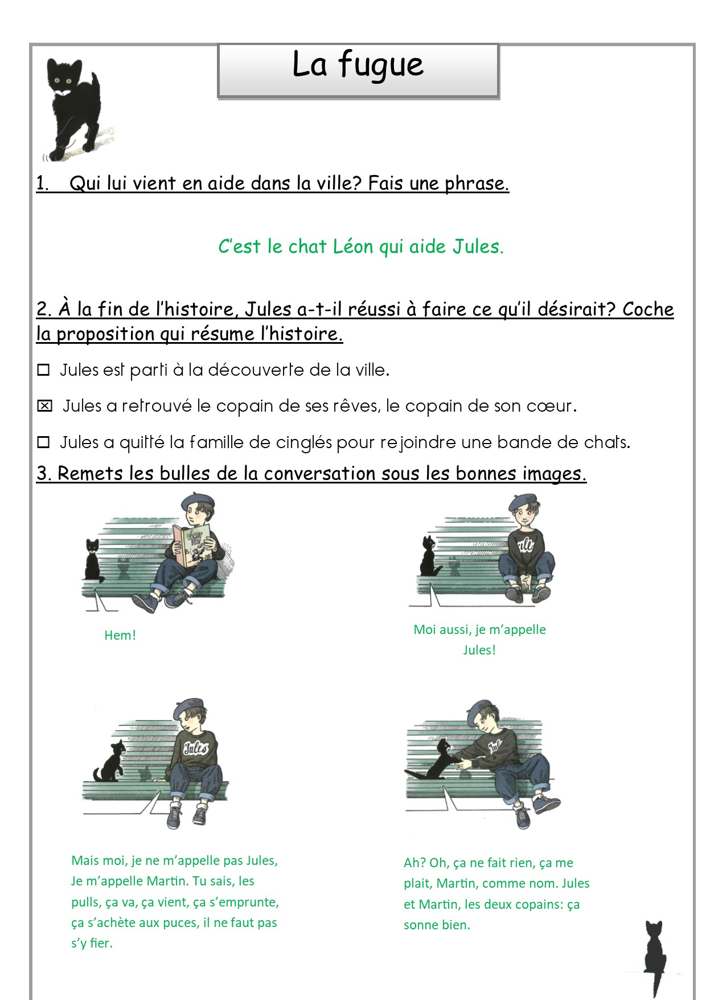 La fugue
1. Qui lui vient en aide dans la ville? Fais une phrase.
C'est le chat Léon qui aide Jules.
2. À la fin de l'histoire, Jules a-t-il réussi à faire ce qu'il désirait? Coche
la proposition qui résume l'histoire.
☐ Jules est parti à la découverte de la ville.
☒ Jules a retrouvé le copain de ses rêves, le copain de son cœur.
☐ Jules a quitté la famille de cinglés pour rejoindre une bande de chats.
3. Remets les bulles de la conversation sous les bonnes images.
ules
Hem!
Moi aussi, je m'appelle
Jules!
Jules
Jul
Mais moi, je ne m'appelle pas Jules,
Je m'appelle Martin. Tu sais, les
pulls, ça va, ça vient, ça s'emprunte,
ça s'achète aux puces, il ne faut pas
s'y fier.
Ah? Oh, ça ne fait rien, ça me
plait, Martin, comme nom. Jules
et Martin, les deux copains: ça
sonne bien.